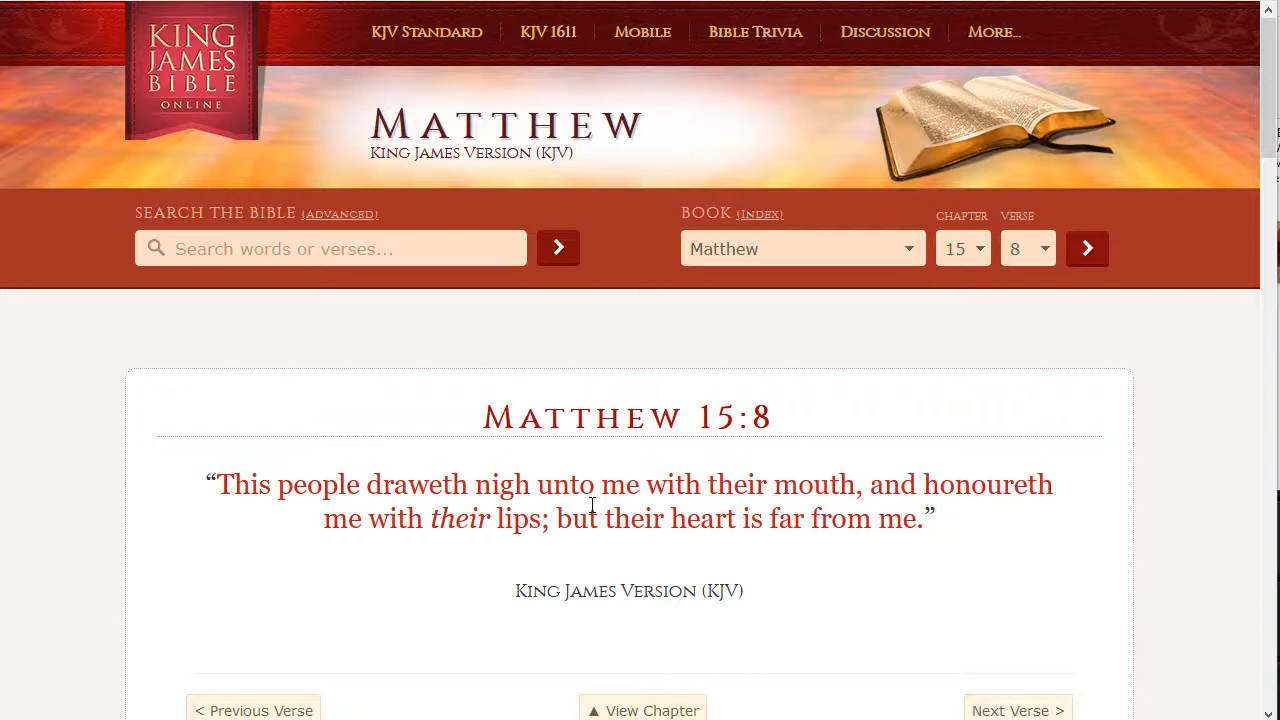 KING
JAMES
BIBLE
ONLINE
KJV Standard
KJV 1611
Mobile
Bible Trivia
Discussion
More...
Matthew
King James Version (KJV)
SEARCH THE BIBLE (Advanced)
BOOK (Index)
CHAPTER
VERSE
Search words or verses...
Matthew
15
8
Matthew 15:8
“This people draweth nigh unto me with their mouth, and honoureth
me with their lips; but their heart is far from me.”
King James Version (KJV)
< Previous Verse
▲ View Chapter
Next Verse >